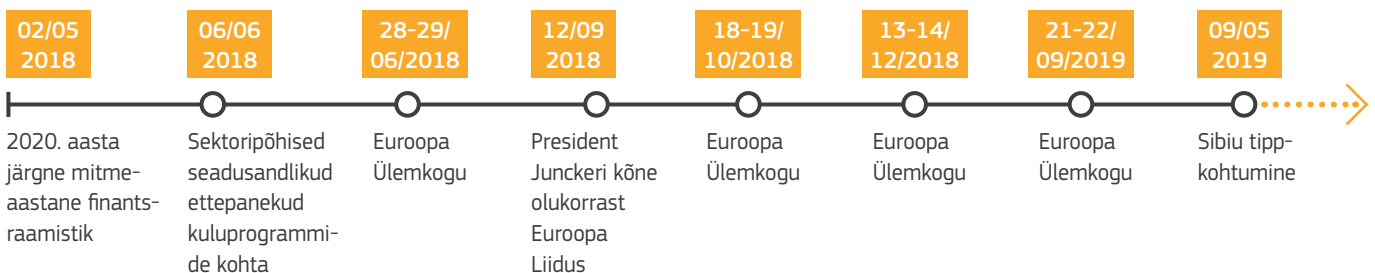 02/05
2018
2020. aasta
järgne mitme-
aastane finants-
raamistik
06/06
2018
Sektoripõhised
seadusandlikud
ettepanekud
kuluprogrammi-
de kohta
28-29/
06/2018
Euroopa
Ülemkogu
12/09
2018
President
Junckeri kõne
olukorrast
Euroopa
Liidus
18-19/
10/2018
Euroopa
Ülemkogu
13-14/
12/2018
Euroopa
Ülemkogu
21-22/
09/2019
Euroopa
Ülemkogu
09/05
2019
Sibiu tipp-
kohtumine